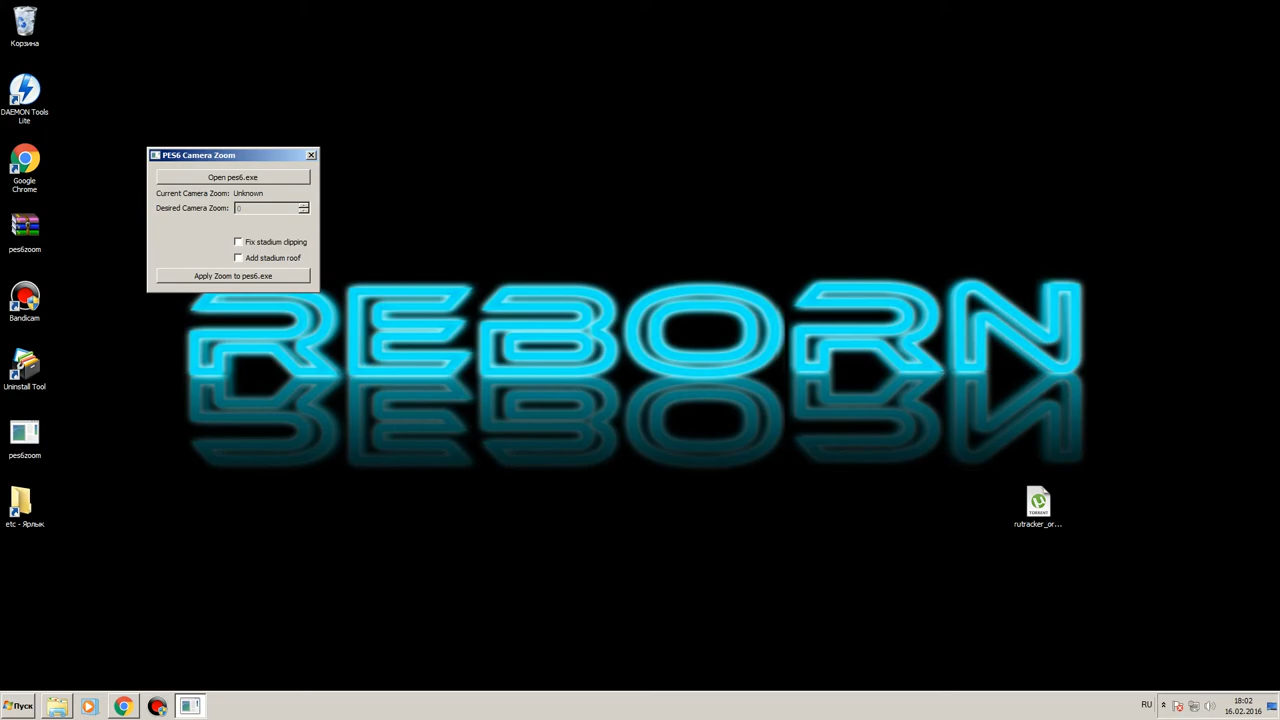 Корзина
DAEMON Tools
Lite
Google
Chrome
pes6zoom
Bandicam
Uninstall Tool
pes6zoom
etc - Ярлык
PES6 Camera Zoom
Open pes6.exe
Current Camera Zoom: Unknown
Desired Camera Zoom: 0
Fix stadium clipping
Add stadium roof
Apply Zoom to pes6.exe
REBORN
TORRENT
rutracker_or...
Пуск
RU
18:02
16.02.2016